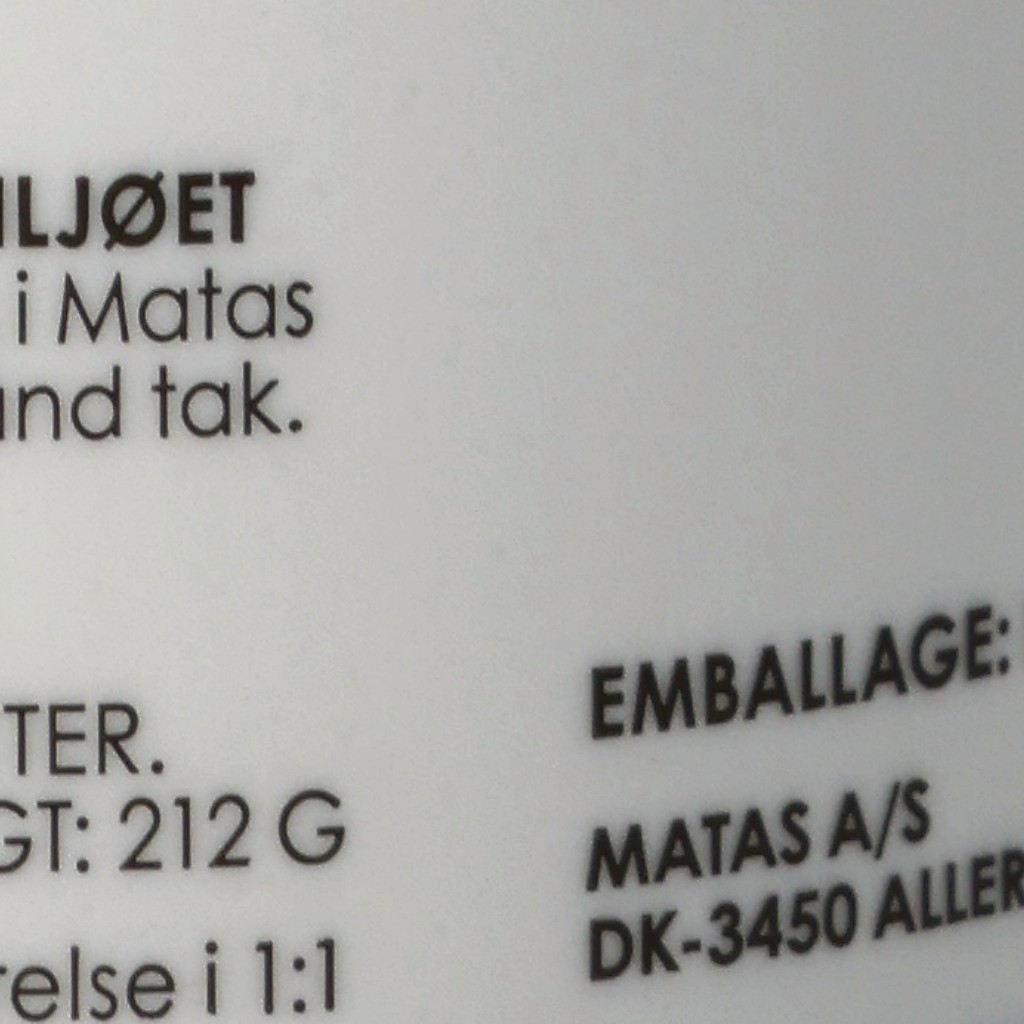 ILJØET
i Matas
and tak.
TER.
GT: 212 G
relse i 1:1
EMBALLAGE:
MATAS A/S
DK-3450 ALLER